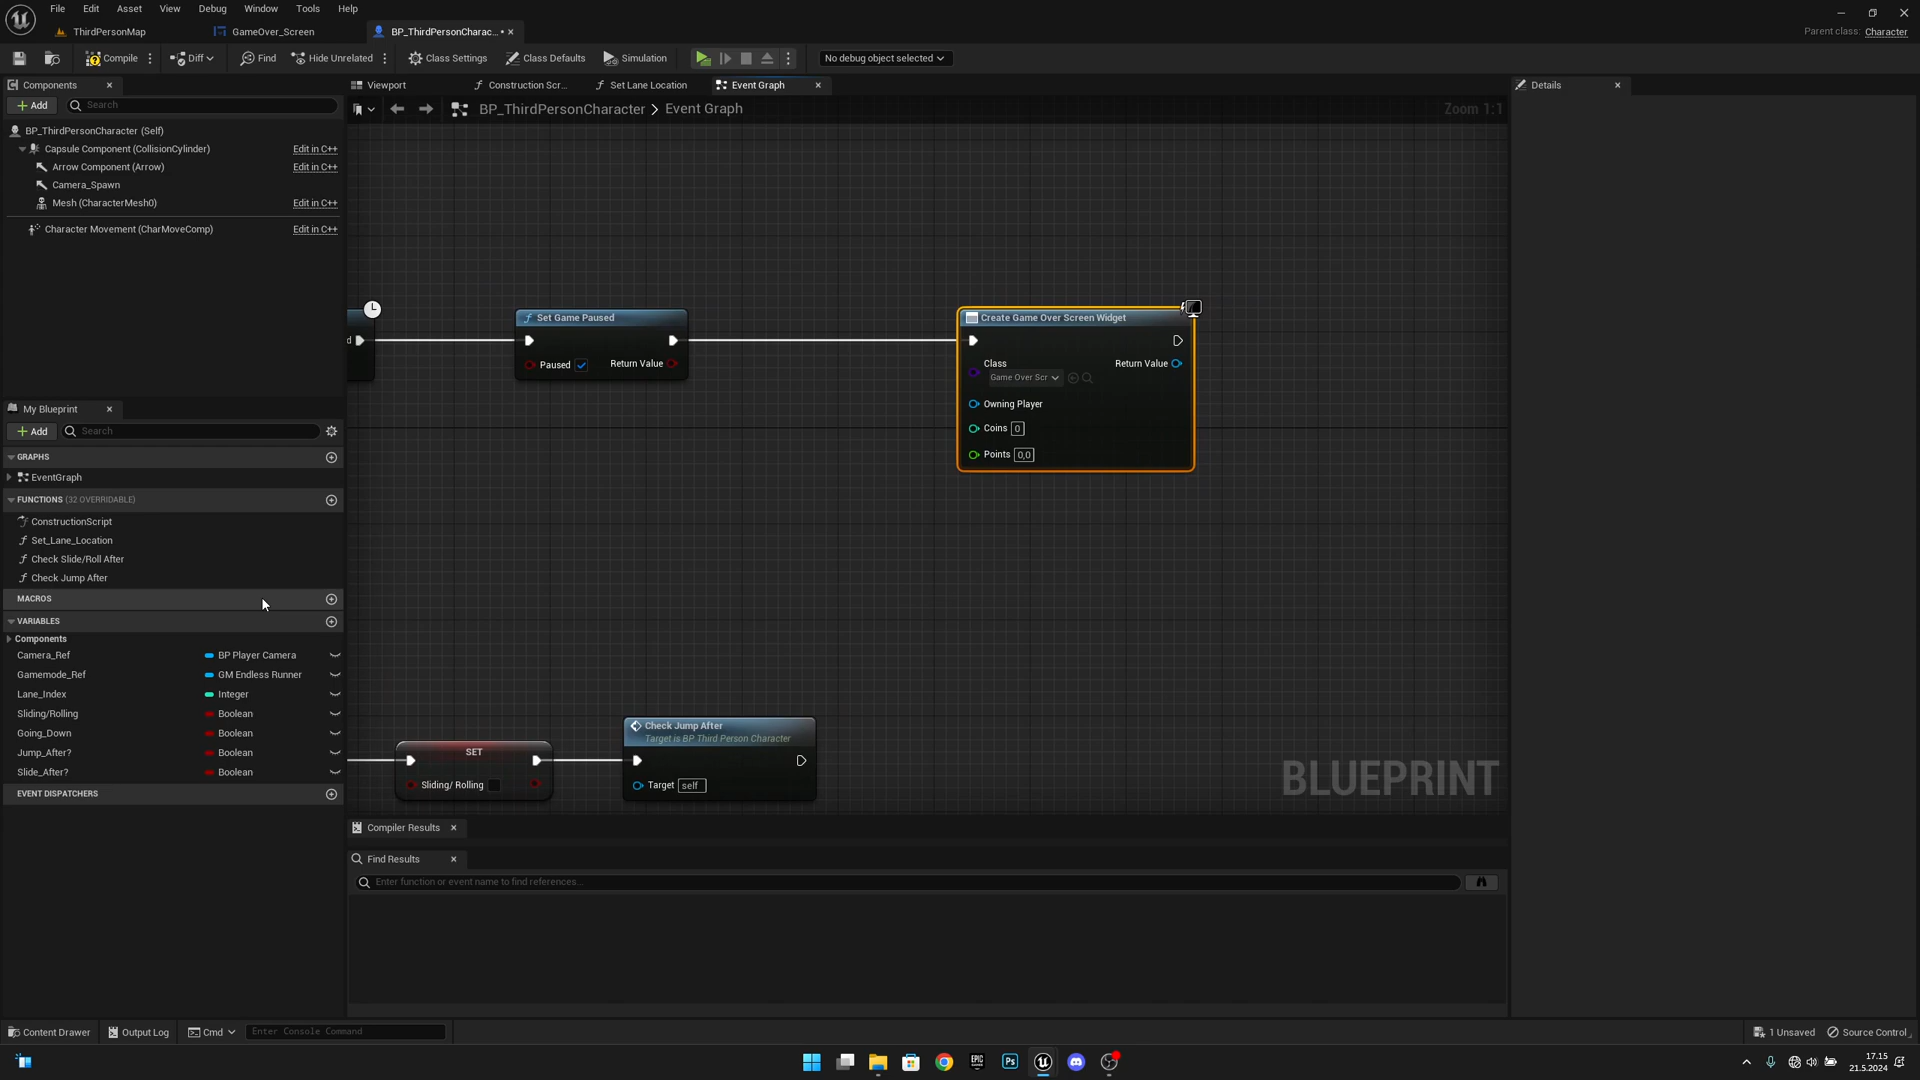 File Edit Asset View Window Debug Tools Help
ThirdPersonMap GameOver_Screen BP_ThirdPersonCharac...
Parent class: Character
Compile Diff Find Hide Unrelated Class Settings Class Defaults Simulation No debug object selected
Components
Viewport Construction Scr... Set Lane Location Event Graph
Details
Add Search
BP_ThirdPersonCharacter > Event Graph
Zoom 1:1
BP_ThirdPersonCharacter (Self)
Capsule Component (CollisionCylinder) Edit in C++
Arrow Component (Arrow) Edit in C++
Camera_Spawn
Mesh (CharacterMesh0) Edit in C++
Character Movement (CharMoveComp) Edit in C++
d
Set Game Paused
Paused Return Value
Create Game Over Screen Widget
Class Return Value
Game Over Scr
Owning Player
Coins 0
Points 0,0
My Blueprint
Add Search
GRAPHS
EventGraph
FUNCTIONS (32 OVERRIDABLE)
ConstructionScript
Set_Lane_Location
Check Slide/Roll After
Check Jump After
MACROS
VARIABLES
Components
Camera_Ref BP Player Camera
Gamemode_Ref GM Endless Runner
Lane_Index Integer
Sliding/Rolling Boolean
Going_Down Boolean
Jump_After? Boolean
Slide_After? Boolean
EVENT DISPATCHERS
SET
Sliding/ Rolling
Check Jump After
Target is BP Third Person Character
Target self
BLUEPRINT
Compiler Results
Find Results
Enter function or event name to find references...
Content Drawer Output Log Cmd Enter Console Command
1 Unsaved Source Control
EPIC GAMES
Ps
17.15
21.5.2024